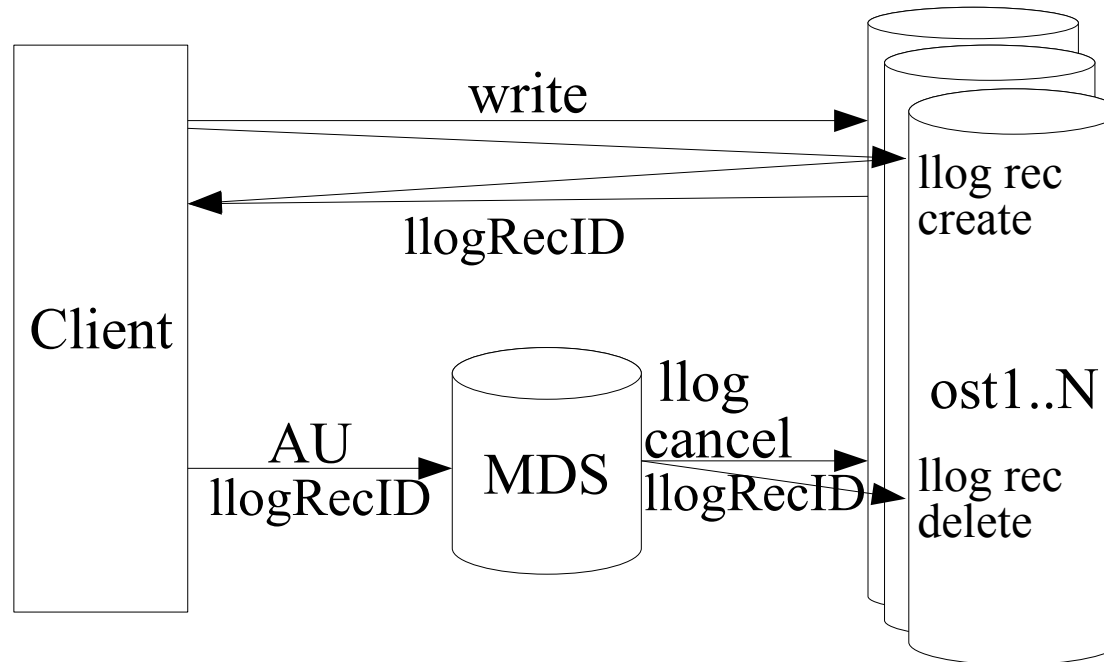 write
llog rec
create
llogRecID
Client
llog
cancel
ost1..N
AU
MDS
llogRecID
llogRecID
llog rec
delete